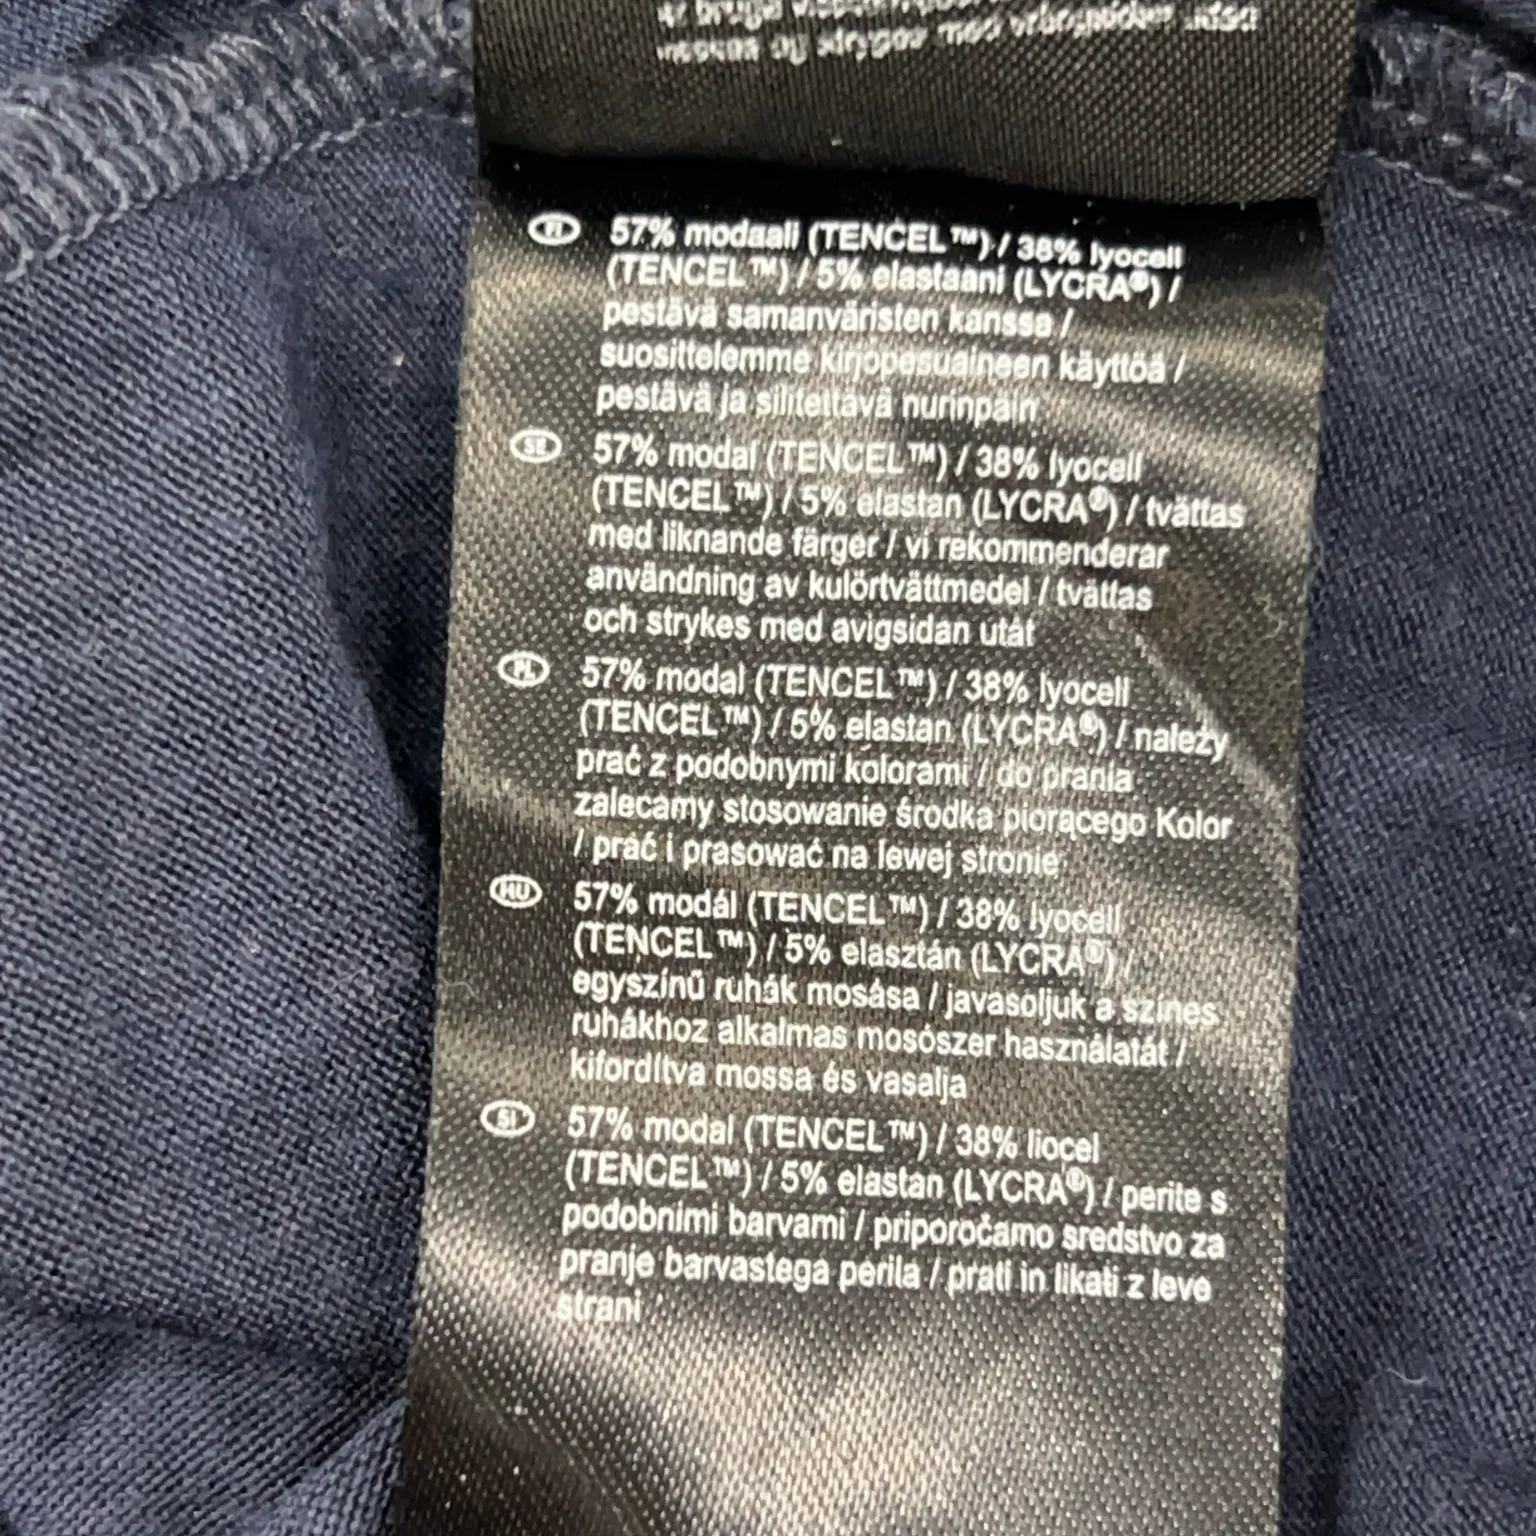 FI 57% modaali (TENCEL™) / 38% lyocell
(TENCEL™) / 5% elastaani (LYCRA®) /
pestävä samanväristen kanssa /
suosittelemme kirjopesuaineen käyttöä /
pestävä ja silitettävä nurinpäin
SE 57% modal (TENCEL™) / 38% lyocell
(TENCEL™) / 5% elastan (LYCRA®) / tvättas
med liknande färger / vi rekommenderar
användning av kulörtvättmedel / tvättas
och strykes med avigsidan utåt
PL 57% modal (TENCEL™) / 38% lyocell
(TENCEL™) / 5% elastan (LYCRA®) / należy
prać z podobnymi kolorami / do prania
zalecamy stosowanie środka piorącego Kolor
/ prać i prasować na lewej stronie
HU 57% modál (TENCEL™) / 38% lyocell
(TENCEL™) / 5% elasztán (LYCRA®) /
egyszínű ruhák mosása / javasoljuk a színes
ruhákhoz alkalmas mosószer használatát /
kifordítva mossa és vasalja
SI 57% modal (TENCEL™) / 38% liocel
(TENCEL™) / 5% elastan (LYCRA®) / perite s
podobnimi barvami / priporočamo sredstvo za
pranje barvastega perila / prati in likati z leve
strani